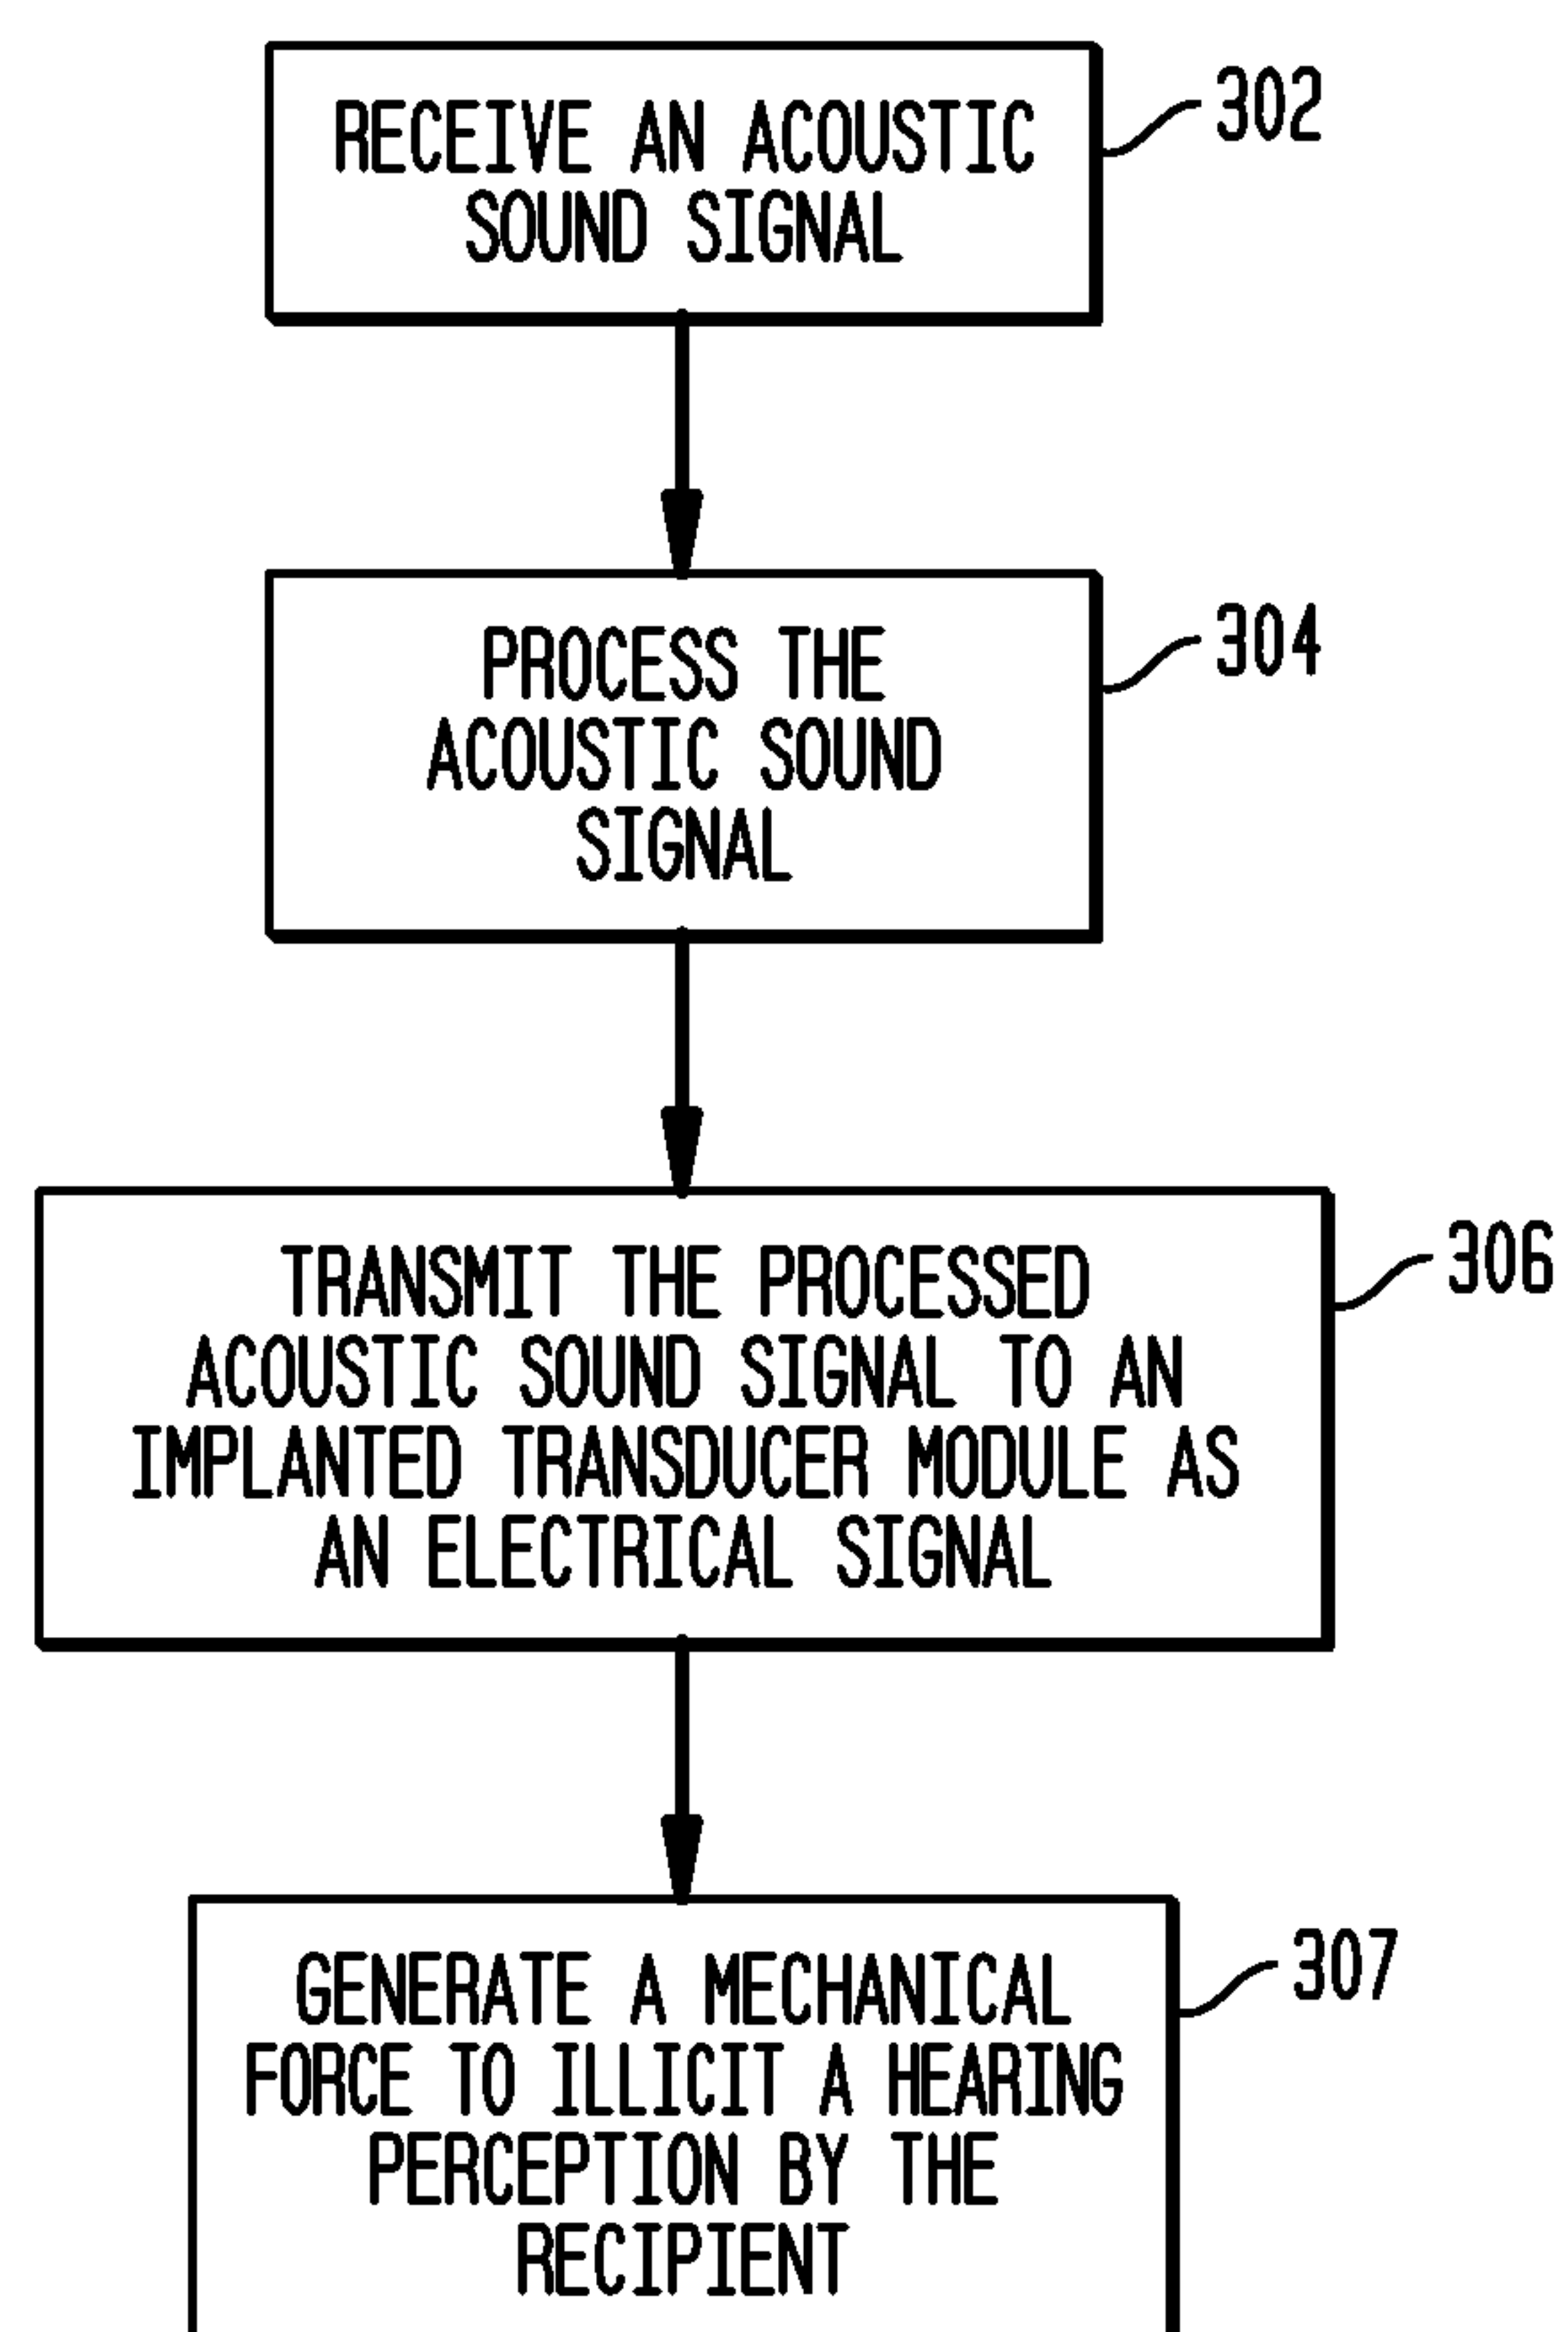 RECEIVE AN ACOUSTIC
SOUND SIGNAL
302
PROCESS THE
ACOUSTIC SOUND
SIGNAL
304
TRANSMIT THE PROCESSED
ACOUSTIC SOUND SIGNAL TO AN
IMPLANTED TRANSDUCER MODULE AS
AN ELECTRICAL SIGNAL
306
GENERATE A MECHANICAL
FORCE TO ILLICIT A HEARING
PERCEPTION BY THE
RECIPIENT
307